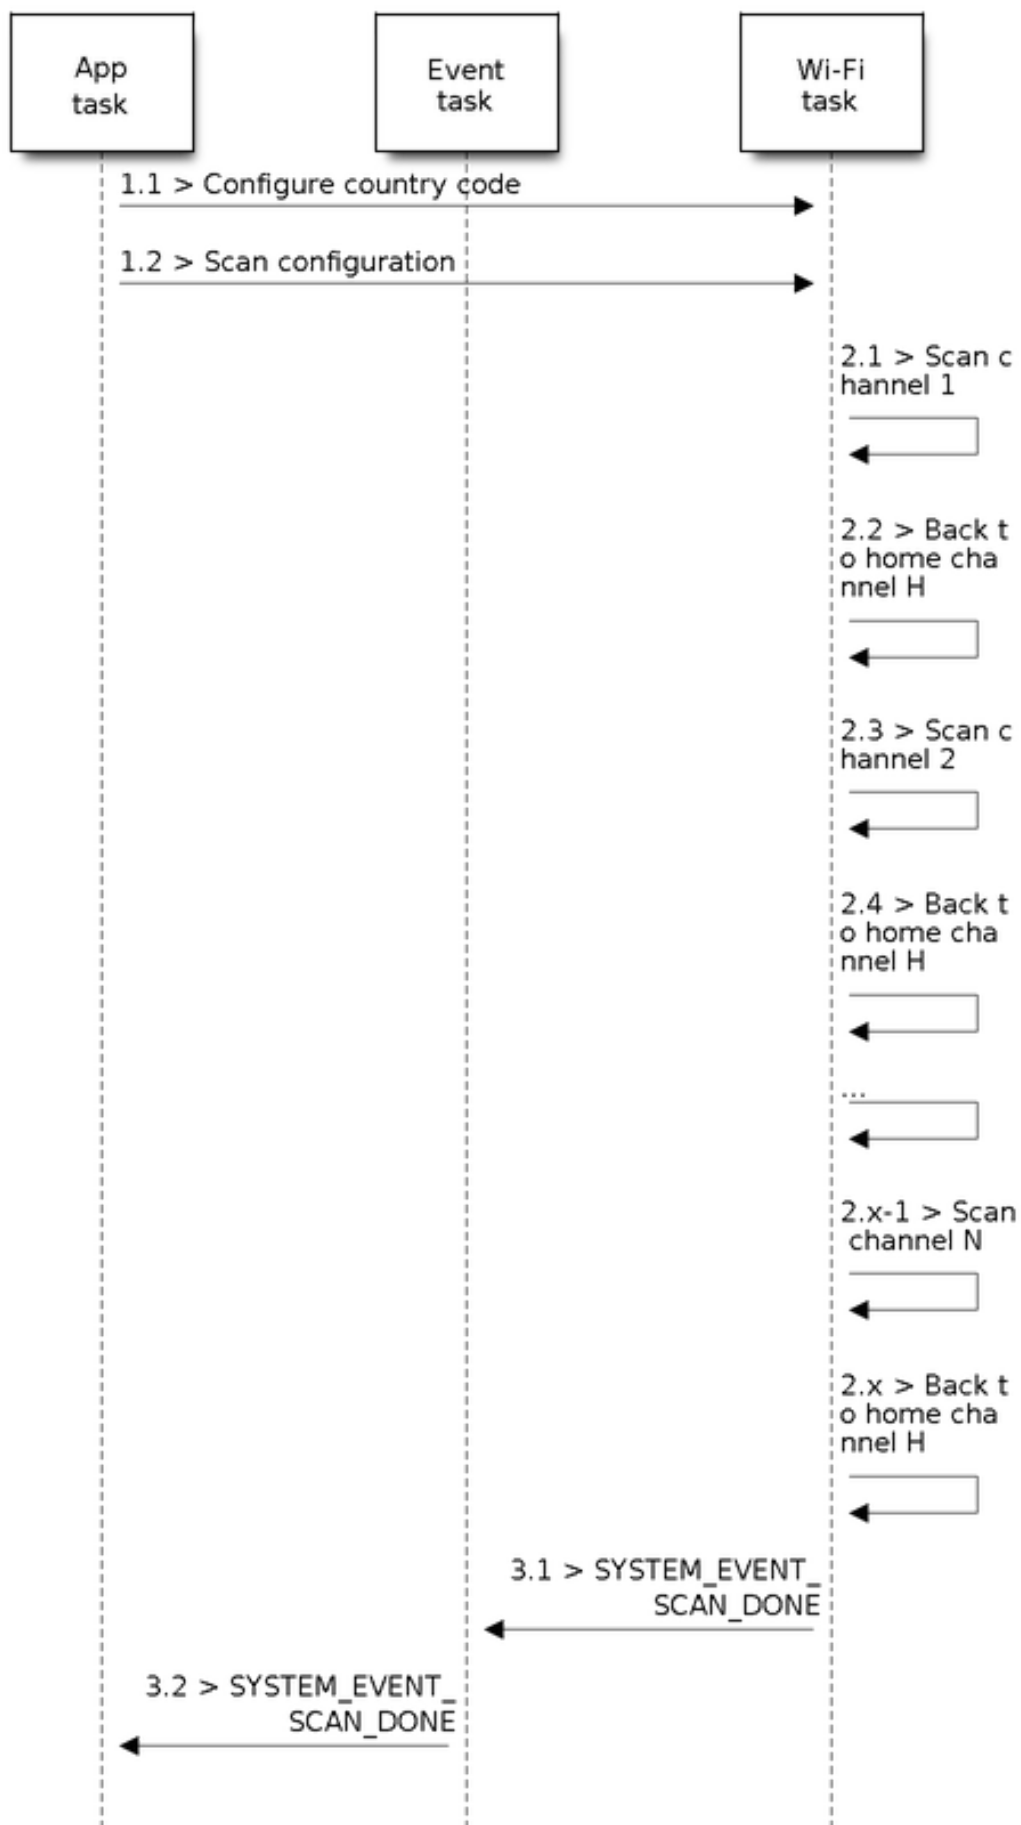 App
task
Event
task
Wi-Fi
task
1.1 > Configure country code
1.2 > Scan configuration
2.1 > Scan c
hannel 1
2.2 > Back t
o home cha
nnel H
2.3 > Scan c
hannel 2
2.4 > Back t
o home cha
nnel H
...
2.x-1 > Scan
channel N
2.x > Back t
o home cha
nnel H
3.1 > SYSTEM_EVENT_
SCAN_DONE
3.2 > SYSTEM_EVENT_
SCAN_DONE